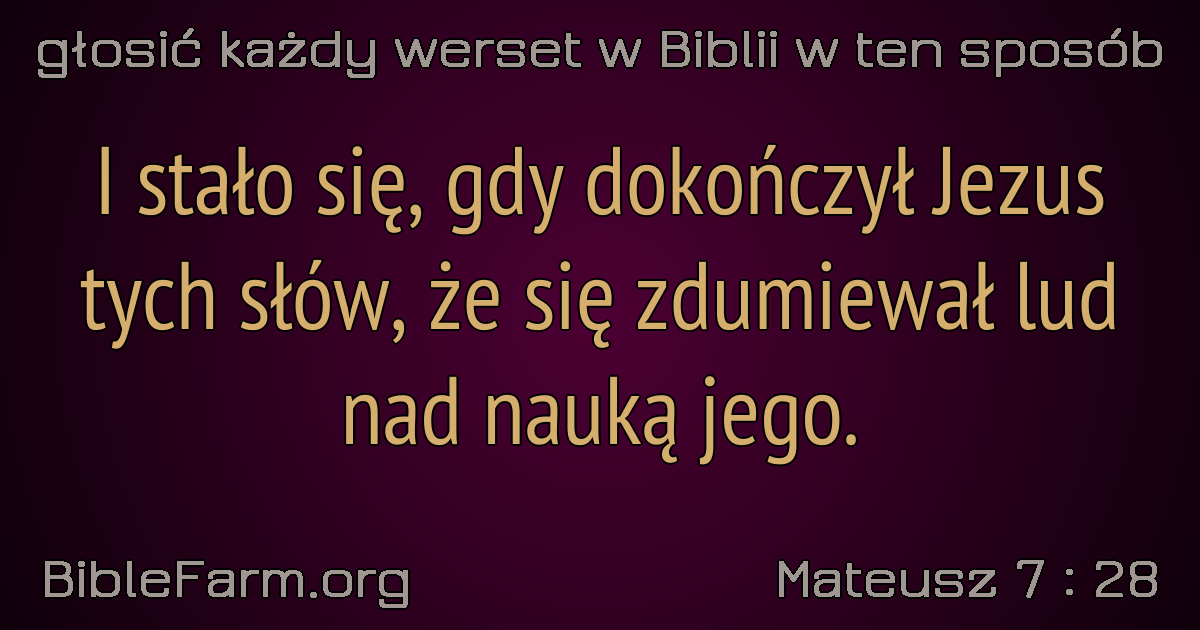 głosić każdy werset w Biblii w ten sposób
I stało się, gdy dokończył Jezus
tych słów, że się zdumiewał lud
nad nauką jego.
BibleFarm.org
Mateusz 7 : 28